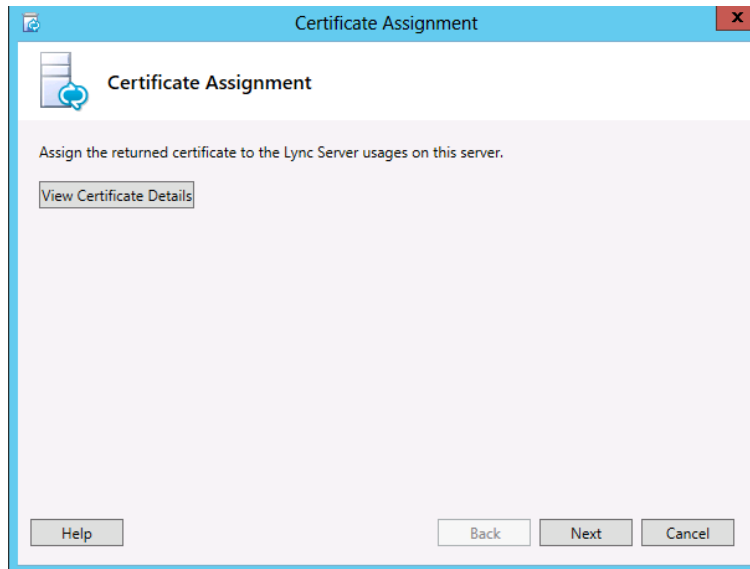 Certificate Assignment
x
Certificate Assignment
Assign the returned certificate to the Lync Server usages on this server.
View Certificate Details
Help Back Next Cancel